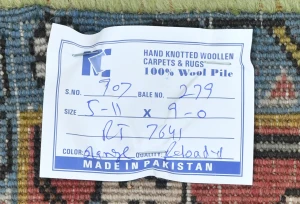 HAND KNOTTED WOOLLEN
CARPETS & RUGS
100% Wool Pile
S.NO. 907 BALE NO. 279
SIZE 5-11 x 9-0
RT 7641
COLOR: QUALITY:
MADE IN PAKISTAN